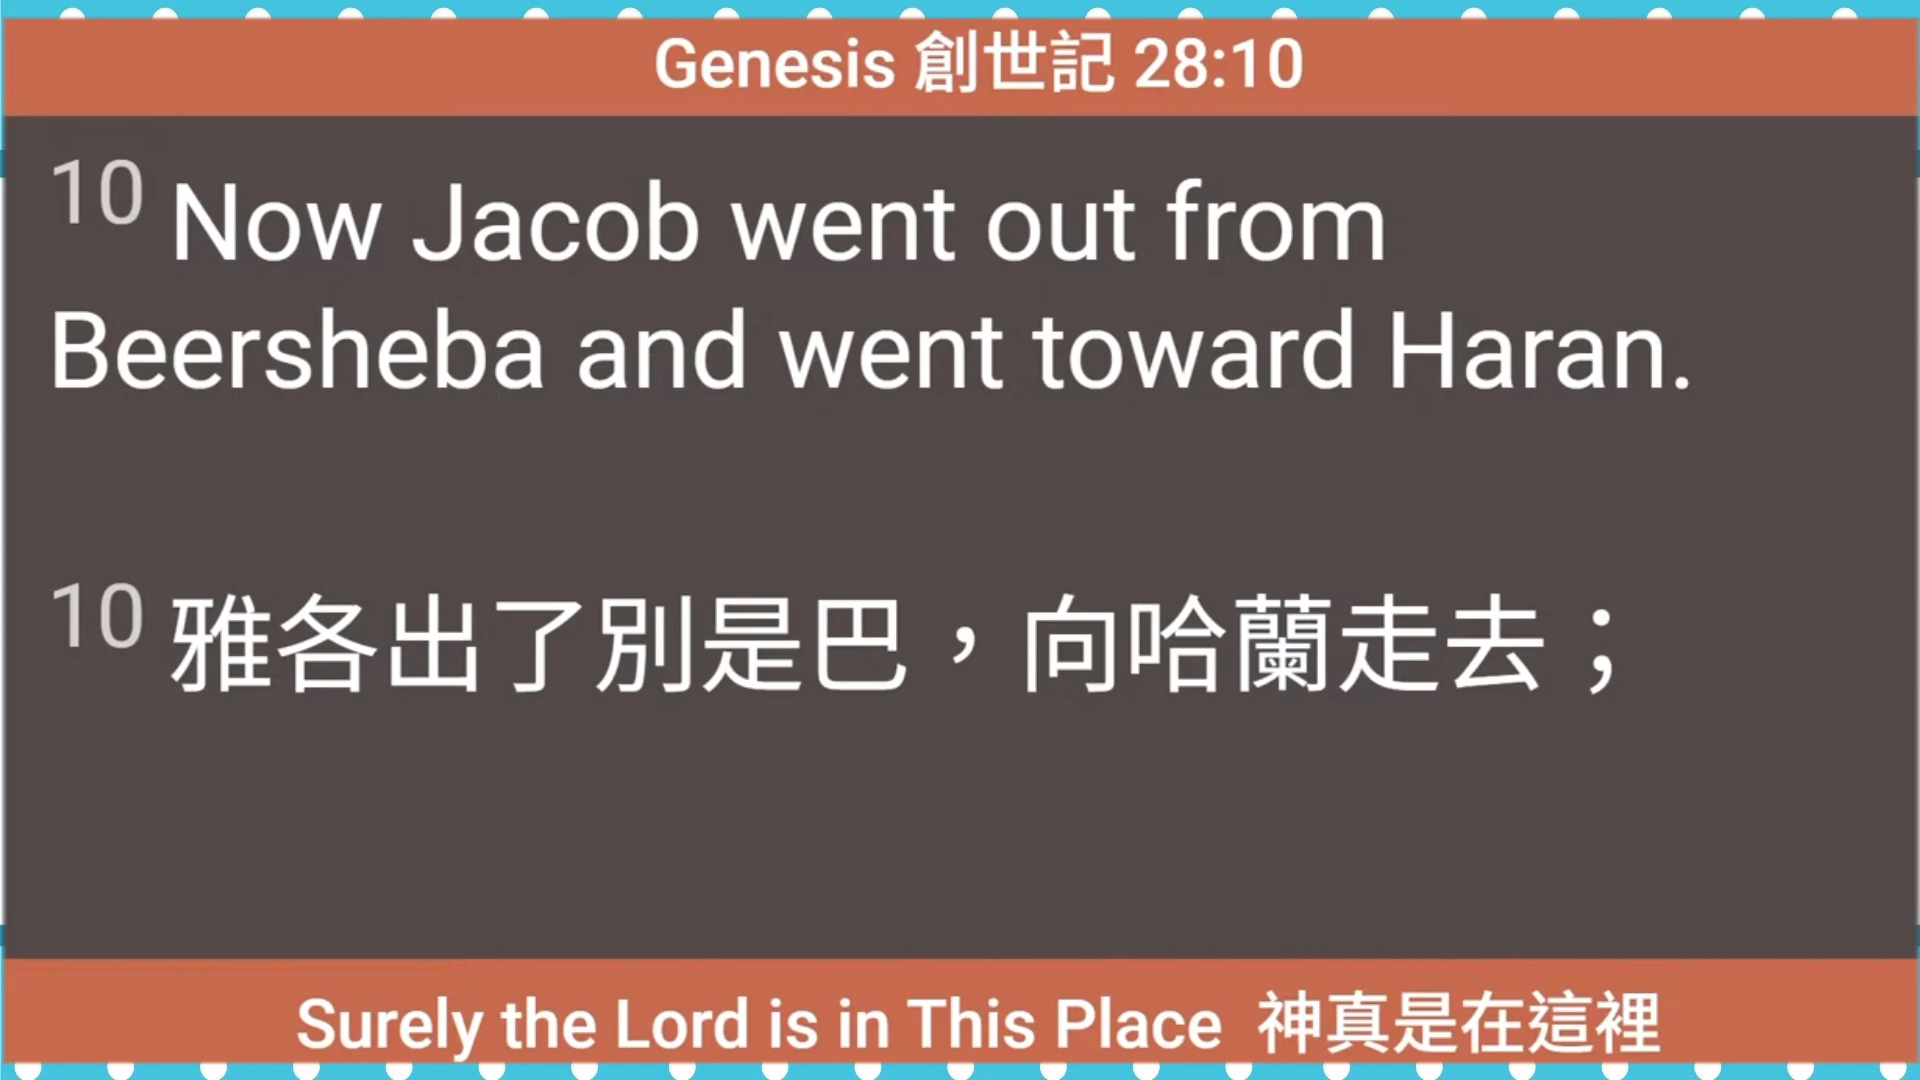 Genesis 創世記 28:10
10 Now Jacob went out from
Beersheba and went toward Haran.
10 雅各出了別是巴，向哈蘭走去；
Surely the Lord is in This Place 神真是在這裡